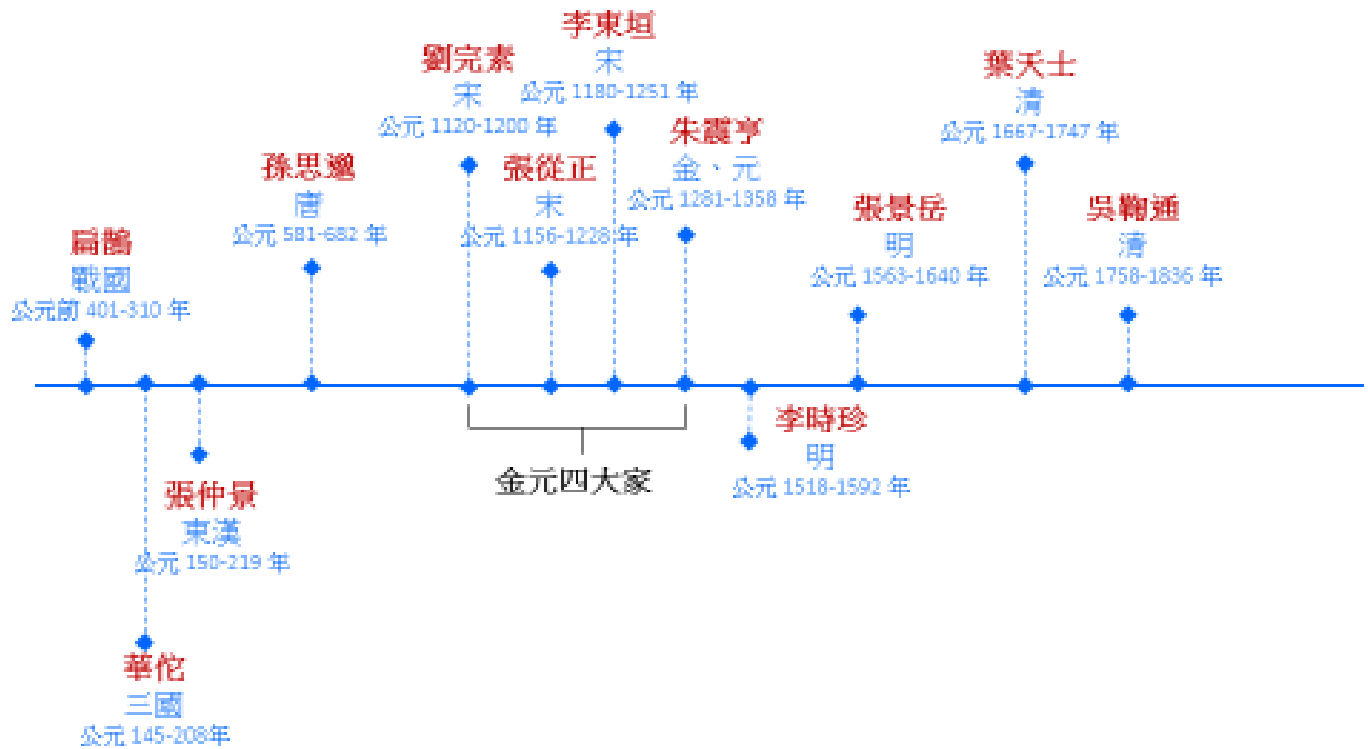 扁鵲
戰國
公元前 401-310 年
華佗
三國
公元 145-208年
張仲景
東漢
公元 150-219 年
孫思邈
唐
公元 581-682 年
劉完素
宋
公元 1120-1200 年
張從正
宋
公元 1156-1228年
李東垣
宋
公元 1180-1251 年
朱震亨
金、元
公元 1281-1358 年
金元四大家
李時珍
明
公元 1518-1592 年
張景岳
明
公元 1563-1640 年
葉天士
清
公元 1667-1747 年
吳鞠通
清
公元 1758-1836 年